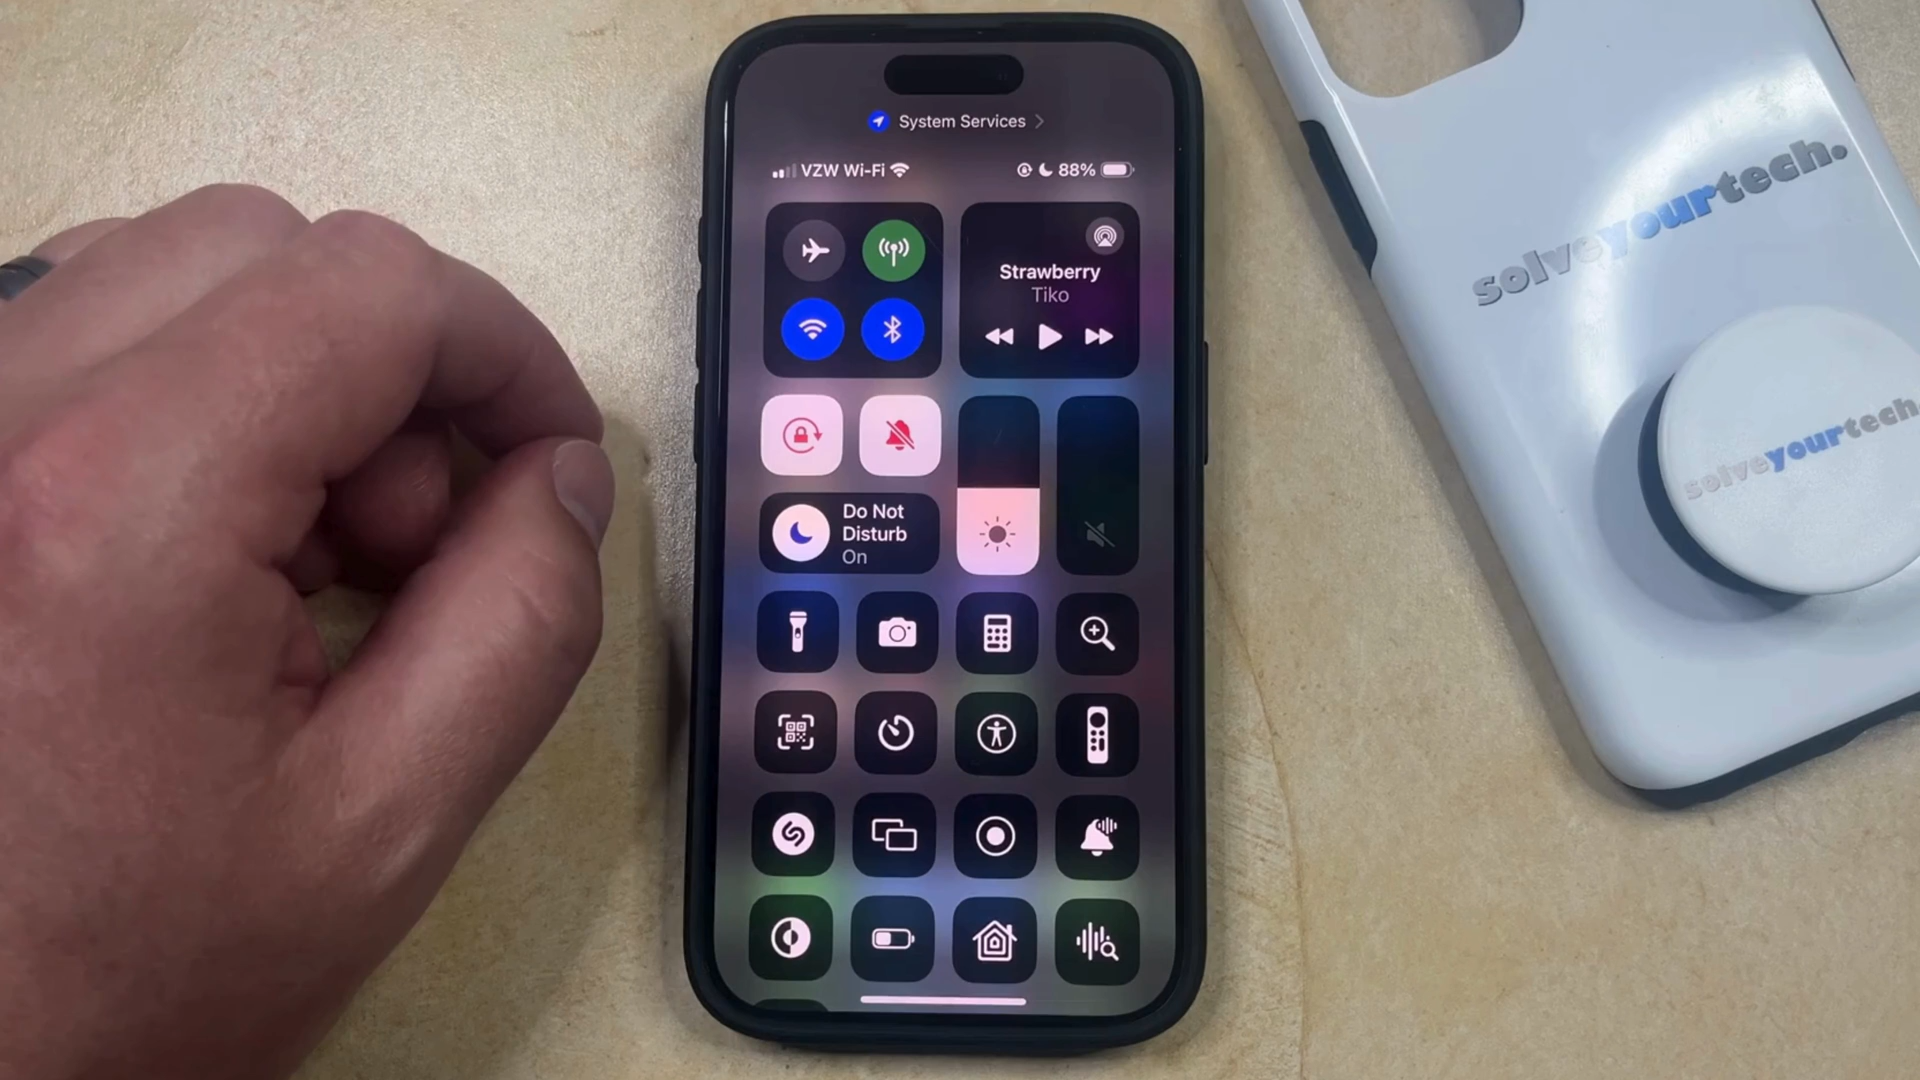 System Services
VZW Wi-Fi 88%
Strawberry
Tiko
Do Not
Disturb
On
solveyourtech.
solveyourtech.